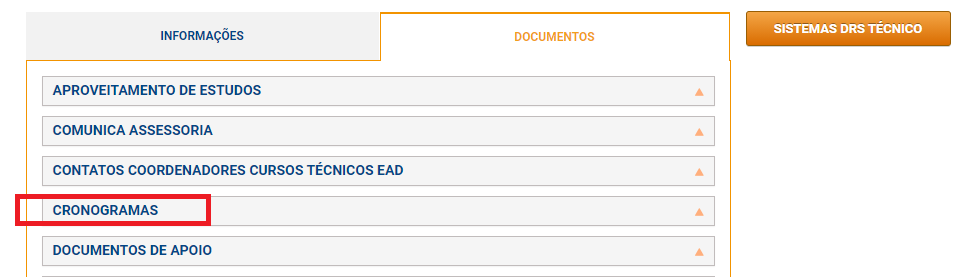 INFORMAÇÕES
DOCUMENTOS
SISTEMAS DRS TÉCNICO
APROVEITAMENTO DE ESTUDOS
COMUNICA ASSESSORIA
CONTATOS COORDENADORES CURSOS TÉCNICOS EAD
CRONOGRAMAS
DOCUMENTOS DE APOIO